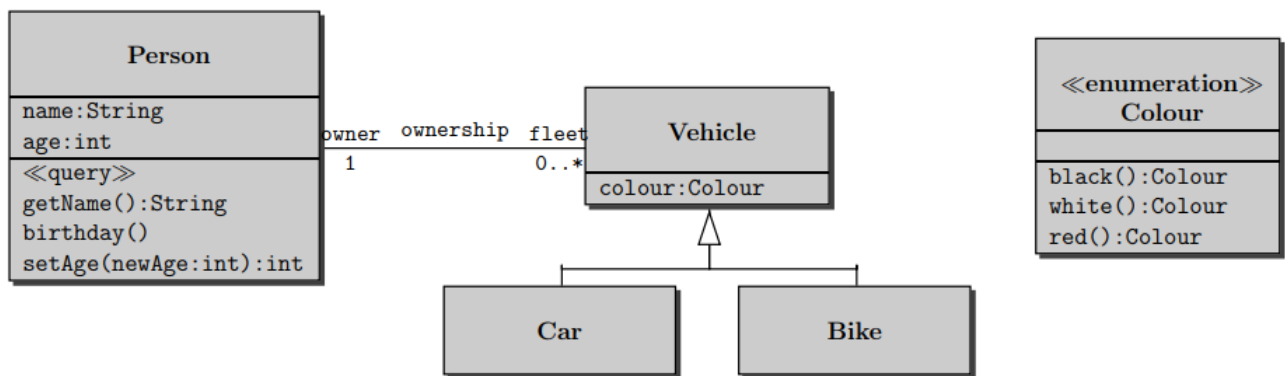 Person
name:String
age:int
≪query≫
getName():String
birthday()
setAge(newAge:int):int
owner ownership fleet
1 0..*
Vehicle
colour:Colour
Car
Bike
≪enumeration≫
Colour
black():Colour
white():Colour
red():Colour